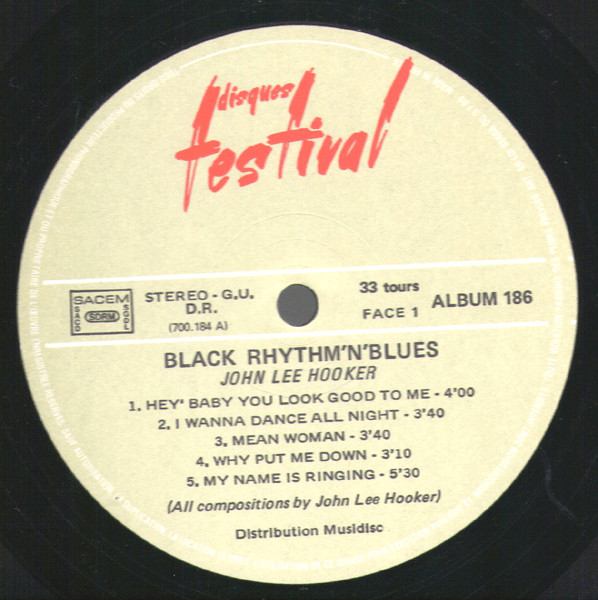 disques
festival
SACEM
SACD
SDRM
SGDL
STEREO - G.U.
D.R.
(700.184 A)
33 tours
FACE 1
ALBUM 186
BLACK RHYTHM'N'BLUES
JOHN LEE HOOKER
1. HEY' BABY YOU LOOK GOOD TO ME - 4'00
2. I WANNA DANCE ALL NIGHT - 3'40
3. MEAN WOMAN - 3'40
4. WHY PUT ME DOWN - 3'10
5. MY NAME IS RINGING - 5'30
(All compositions by John Lee Hooker)
Distribution Musidisc